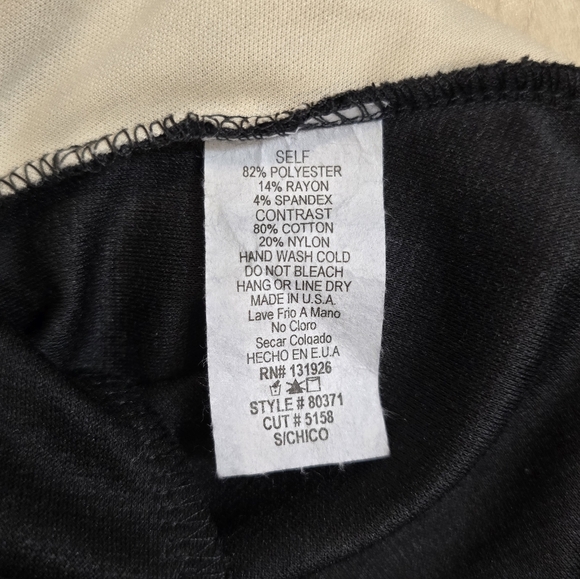 SELF
82% POLYESTER
14% RAYON
4% SPANDEX
CONTRAST
80% COTTON
20% NYLON
HAND WASH COLD
DO NOT BLEACH
HANG OR LINE DRY
MADE IN U.S.A.
Lave Frio A Mano
No Cloro
Secar Colgado
HECHO EN E.U.A
RN# 131926
STYLE # 80371
CUT # 5158
S/CHICO